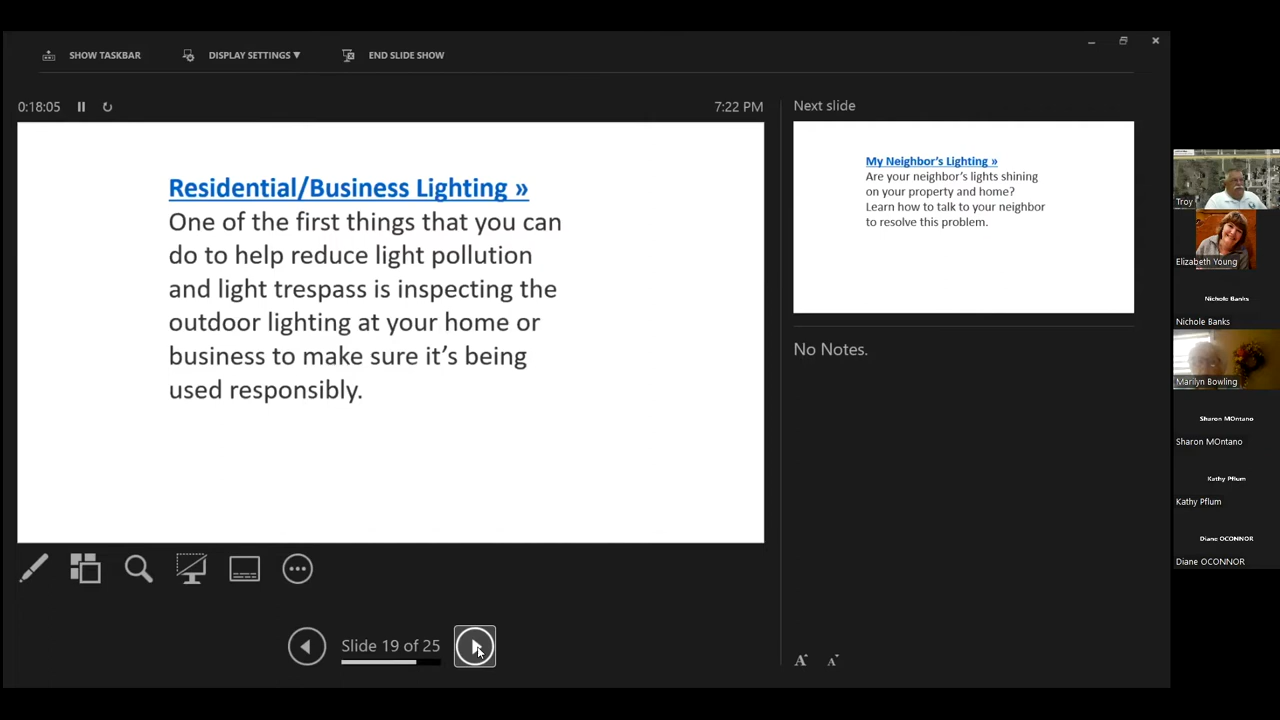 SHOW TASKBAR
DISPLAY SETTINGS ▼
END SLIDE SHOW
0:18:05
7:22 PM
Residential/Business Lighting »
One of the first things that you can
do to help reduce light pollution
and light trespass is inspecting the
outdoor lighting at your home or
business to make sure it’s being
used responsibly.
Slide 19 of 25
Next slide
My Neighbor’s Lighting »
Are your neighbor’s lights shining
on your property and home?
Learn how to talk to your neighbor
to resolve this problem.
No Notes.
A A
Troy
Elizabeth Young
Nichole Banks
Nichole Banks
Marilyn Bowling
Sharon MOntano
Sharon MOntano
Kathy Pflum
Kathy Pflum
Diane OCONNOR
Diane OCONNOR